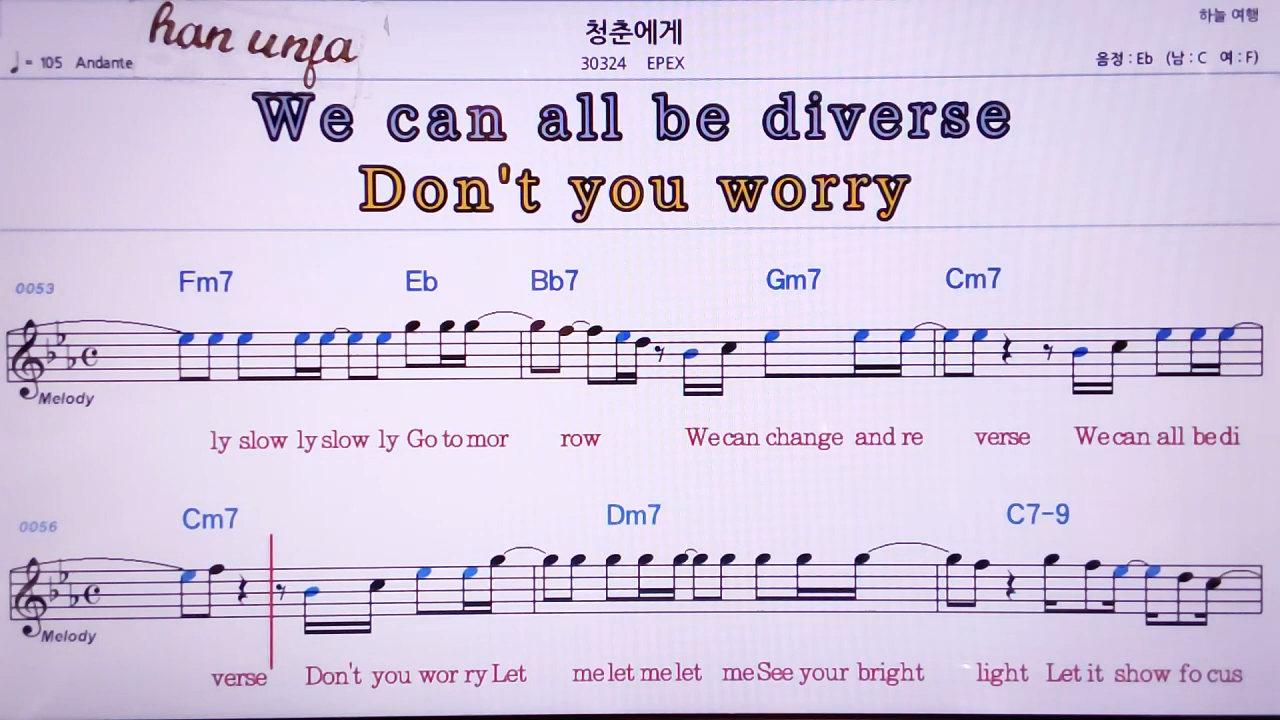 han unja
청춘에게
하늘 여행
♩= 105 Andante
30324 EPEX
음정 : Eb (남 : C 여 : F)
We can all be diverse
Don't you worry
0053
Fm7 Eb Bb7 Gm7 Cm7
Melody
ly slow ly slow ly Go to mor row We can change and re verse We can all be di
0056
Cm7 Dm7 C7-9
Melody
verse Don't you wor ry Let me let me let me See your bright light Let it show fo cus